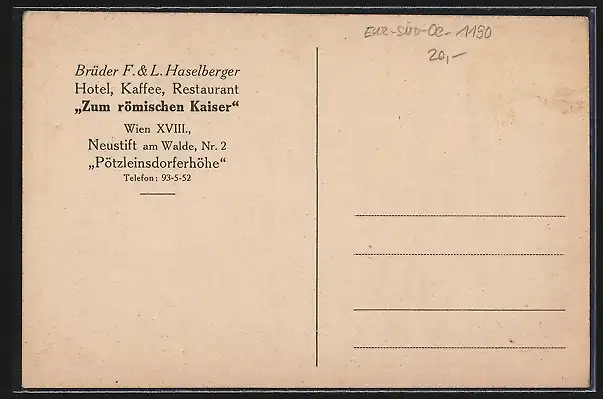 Brüder F. & L. Haselberger
Hotel, Kaffee, Restaurant
„Zum römischen Kaiser“
Wien XVIII.,
Neustift am Walde, Nr. 2
„Pötzleinsdorferhöhe“
Telefon: 93-5-52
Eur-Süd-Oe-1190
20,-